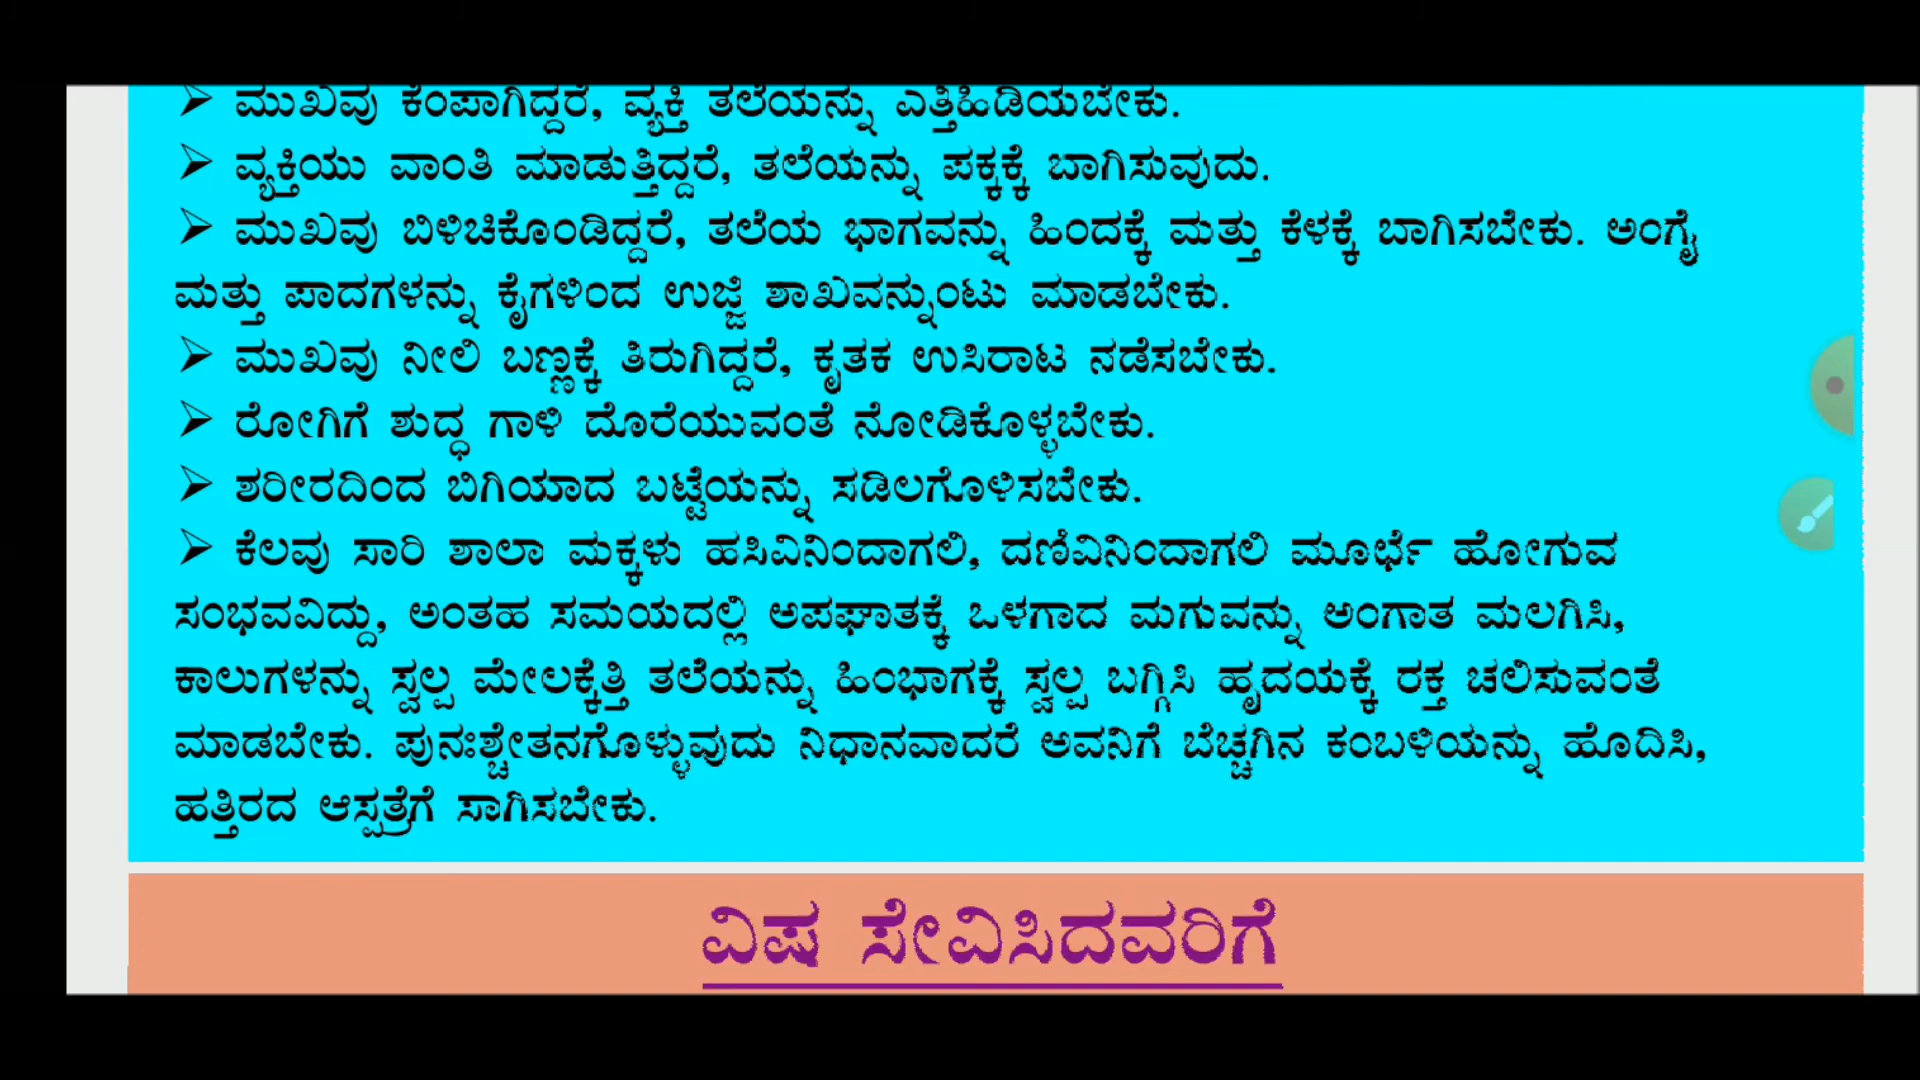 ➢ ಮುಖವು ಕೆಂಪಾಗಿದ್ದರೆ, ವ್ಯಕ್ತಿ ತಲೆಯನ್ನು ಎತ್ತಿಹಿಡಿಯಬೇಕು.
➢ ವ್ಯಕ್ತಿಯು ವಾಂತಿ ಮಾಡುತ್ತಿದ್ದರೆ, ತಲೆಯನ್ನು ಪಕ್ಕಕ್ಕೆ ಬಾಗಿಸುವುದು.
➢ ಮುಖವು ಬಿಳಿಚಿಕೊಂಡಿದ್ದರೆ, ತಲೆಯ ಭಾಗವನ್ನು ಹಿಂದಕ್ಕೆ ಮತ್ತು ಕೆಳಕ್ಕೆ ಬಾಗಿಸಬೇಕು. ಅಂಗೈ
ಮತ್ತು ಪಾದಗಳನ್ನು ಕೈಗಳಿಂದ ಉಜ್ಜಿ ಶಾಖವನ್ನುಂಟು ಮಾಡಬೇಕು.
➢ ಮುಖವು ನೀಲಿ ಬಣ್ಣಕ್ಕೆ ತಿರುಗಿದ್ದರೆ, ಕೃತಕ ಉಸಿರಾಟ ನಡೆಸಬೇಕು.
➢ ರೋಗಿಗೆ ಶುದ್ಧ ಗಾಳಿ ದೊರೆಯುವಂತೆ ನೋಡಿಕೊಳ್ಳಬೇಕು.
➢ ಶರೀರದಿಂದ ಬಿಗಿಯಾದ ಬಟ್ಟೆಯನ್ನು ಸಡಿಲಗೊಳಿಸಬೇಕು.
➢ ಕೆಲವು ಸಾರಿ ಶಾಲಾ ಮಕ್ಕಳು ಹಸಿವಿನಿಂದಾಗಲಿ, ದಣಿವಿನಿಂದಾಗಲಿ ಮೂರ್ಛೆ ಹೋಗುವ
ಸಂಭವವಿದ್ದು, ಅಂತಹ ಸಮಯದಲ್ಲಿ ಅಪಘಾತಕ್ಕೆ ಒಳಗಾದ ಮಗುವನ್ನು ಅಂಗಾತ ಮಲಗಿಸಿ,
ಕಾಲುಗಳನ್ನು ಸ್ವಲ್ಪ ಮೇಲಕ್ಕೆತ್ತಿ ತಲೆಯನ್ನು ಹಿಂಭಾಗಕ್ಕೆ ಸ್ವಲ್ಪ ಬಗ್ಗಿಸಿ ಹೃದಯಕ್ಕೆ ರಕ್ತ ಚಲಿಸುವಂತೆ
ಮಾಡಬೇಕು. ಪುನಃಶ್ಚೇತನಗೊಳ್ಳುವುದು ನಿಧಾನವಾದರೆ ಅವನಿಗೆ ಬೆಚ್ಚಗಿನ ಕಂಬಳಿಯನ್ನು ಹೊದಿಸಿ,
ಹತ್ತಿರದ ಆಸ್ಪತ್ರೆಗೆ ಸಾಗಿಸಬೇಕು.
ವಿಷ ಸೇವಿಸಿದವರಿಗೆ